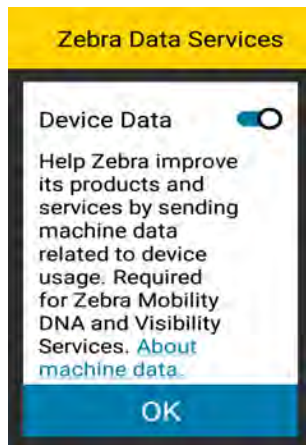 Zebra Data Services
Device Data
Help Zebra improve
its products and
services by sending
machine data
related to device
usage. Required
for Zebra Mobility
DNA and Visibility
Services. About
machine data.
OK